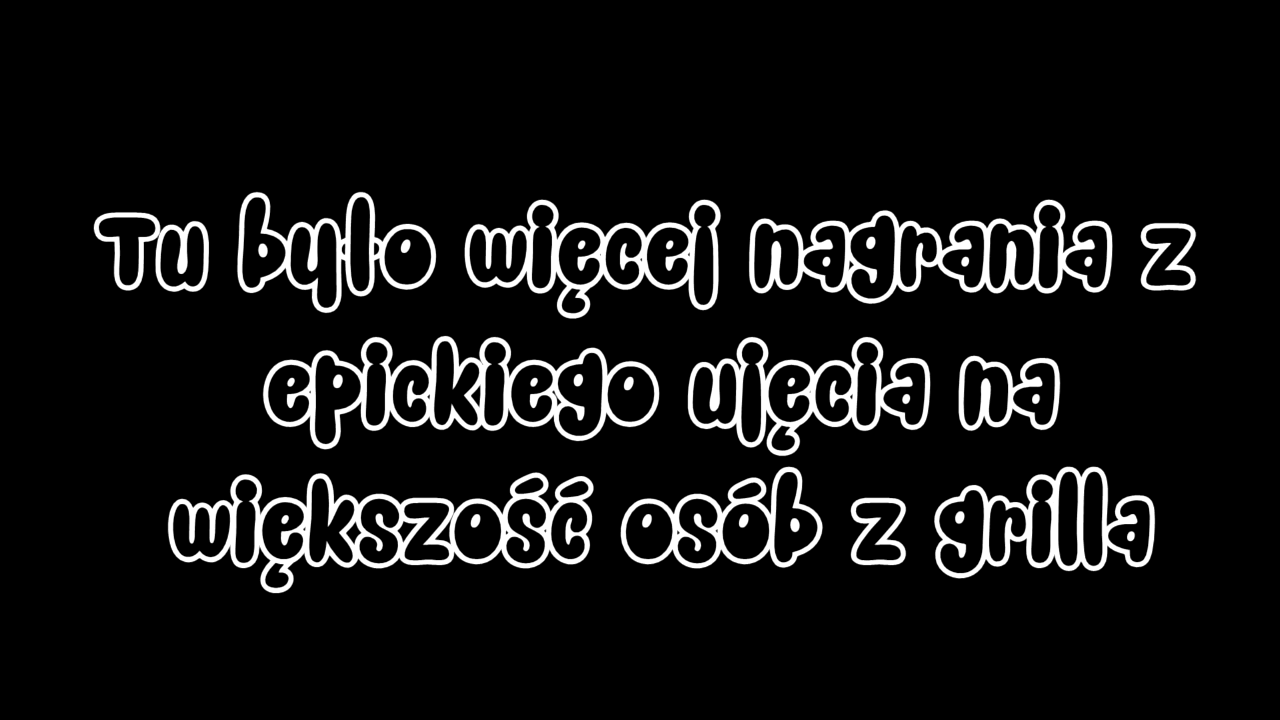 Tu było więcej nagrania z
epickiego ujęcia na
większość osób z grilla